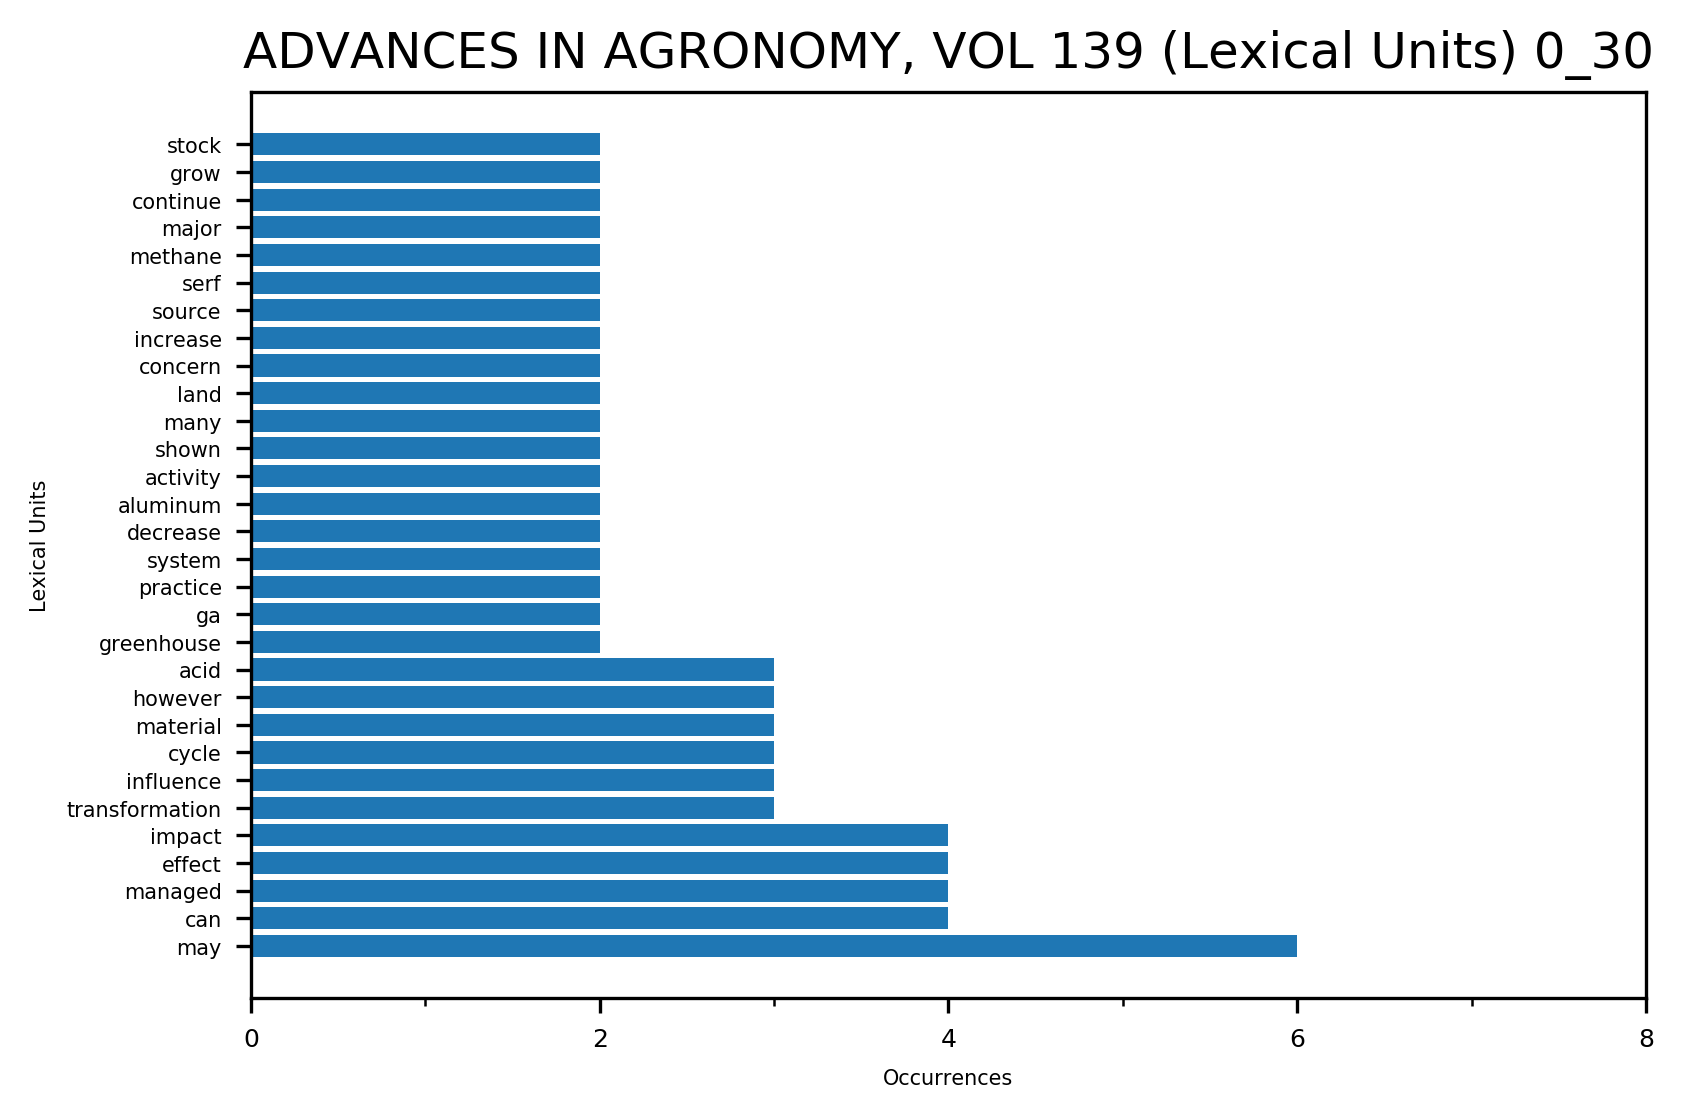 ADVANCES IN AGRONOMY, VOL 139 (Lexical Units) 0_30
stock
grow
continue
major
methane
serf
source
increase
concern
land
many
shown
activity
aluminum
decrease
system
practice
ga
greenhouse
acid
however
material
cycle
influence
transformation
impact
effect
managed
can
may
Lexical Units
0 2 4 6 8
Occurrences